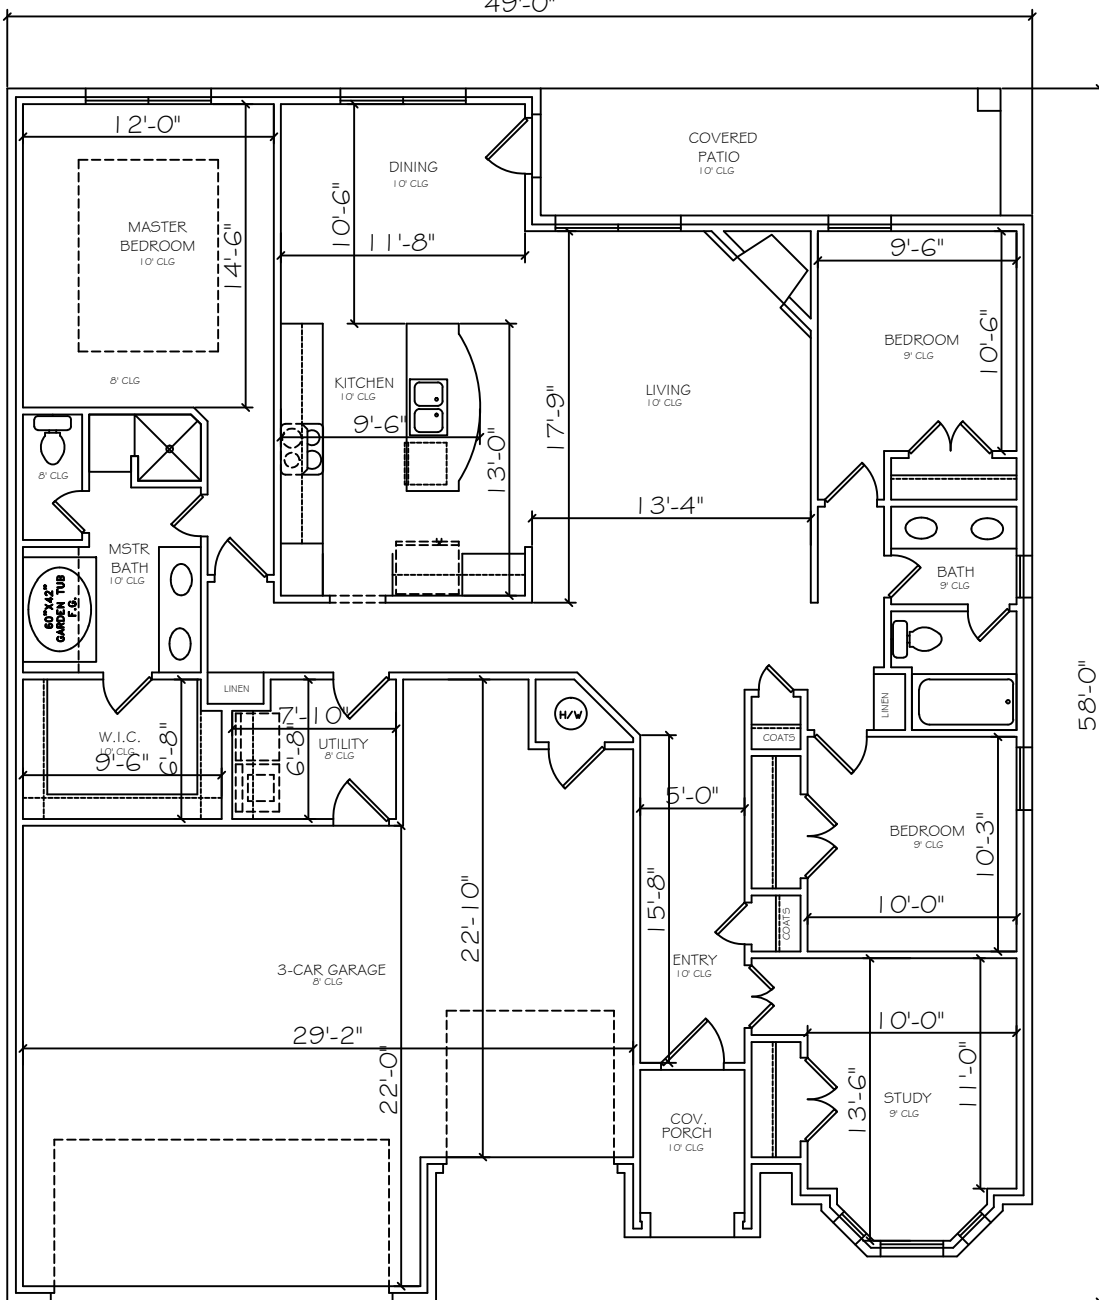 49'-0"
12'-0"
MASTER
BEDROOM
10' CLG
14'-6"
8' CLG
DINING
10' CLG
10'-6"
11'-8"
COVERED
PATIO
10' CLG
9'-6"
BEDROOM
9' CLG
10'-6"
KITCHEN
10' CLG
9'-6"
13'-0"
LIVING
10' CLG
17'-9"
13'-4"
8' CLG
MSTR
BATH
10' CLG
60"X42"
GARDEN TUB
F.G.
BATH
9' CLG
LINEN
LINEN
W.I.C.
10' CLG
9'-6"
6'-8"
7'-10"
6'-8"
UTILITY
8' CLG
H/W
COATS
58'-0"
5'-0"
15'-8"
BEDROOM
9' CLG
10'-3"
10'-0"
COATS
ENTRY
10' CLG
3-CAR GARAGE
8' CLG
22'-10"
29'-2"
22'-0"
10'-0"
11'-0"
13'-6"
STUDY
9' CLG
COV.
PORCH
10' CLG